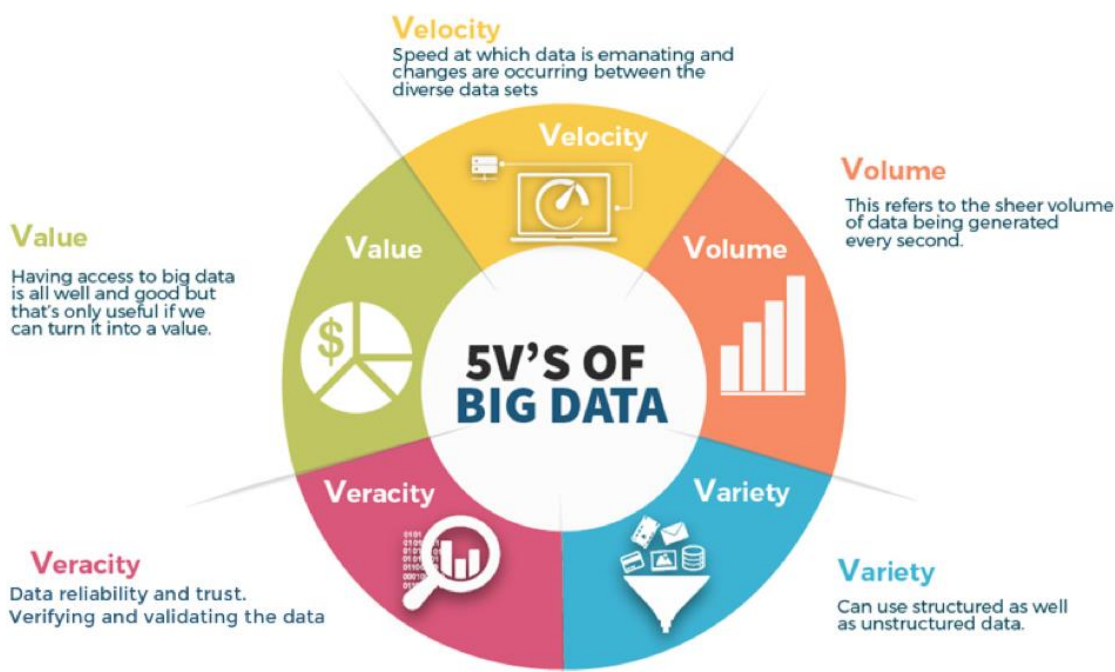 Velocity
Speed at which data is emanating and
changes are occurring between the
diverse data sets
Velocity
Volume
This refers to the sheer volume
of data being generated
every second.
Volume
Value
Having access to big data
is all well and good but
that's only useful if we
can turn it into a value.
Value
$
5V'S OF
BIG DATA
Veracity
Variety
Veracity
Data reliability and trust.
Verifying and validating the data
Variety
Can use structured as well
as unstructured data.